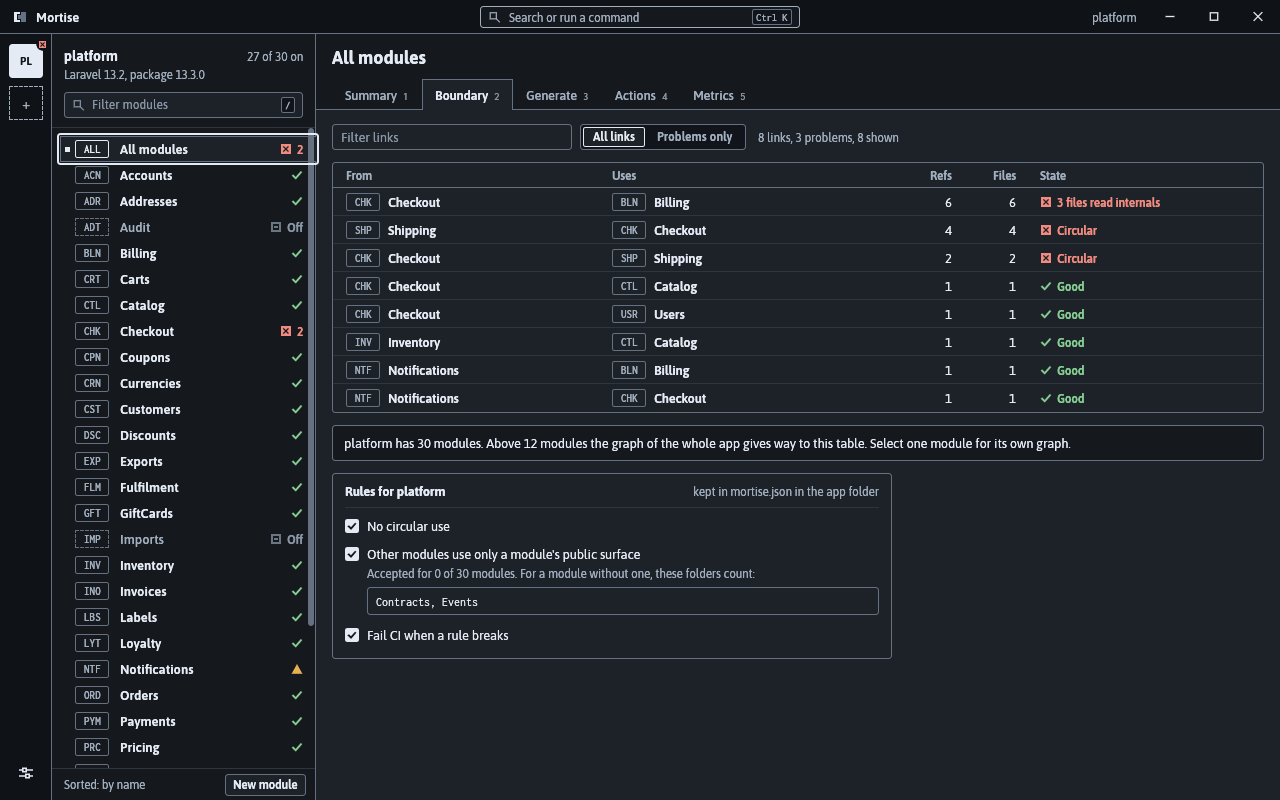 Mortise
Search or run a command
Ctrl K
platform
PL
+
platform
27 of 30 on
Laravel 13.2, package 13.3.0
Filter modules
/
ALL All modules 2
ACN Accounts
ADR Addresses
ADT Audit Off
BLN Billing
CRT Carts
CTL Catalog
CHK Checkout 2
CPN Coupons
CRN Currencies
CST Customers
DSC Discounts
EXP Exports
FLM Fulfilment
GFT GiftCards
IMP Imports Off
INV Inventory
INO Invoices
LBS Labels
LYT Loyalty
NTF Notifications
ORD Orders
PYM Payments
PRC Pricing
Sorted: by name
New module
All modules
Summary 1
Boundary 2
Generate 3
Actions 4
Metrics 5
Filter links
All links
Problems only
8 links, 3 problems, 8 shown
From Uses Refs Files State
CHK Checkout BLN Billing 6 6 3 files read internals
SHP Shipping CHK Checkout 4 4 Circular
CHK Checkout SHP Shipping 2 2 Circular
CHK Checkout CTL Catalog 1 1 Good
CHK Checkout USR Users 1 1 Good
INV Inventory CTL Catalog 1 1 Good
NTF Notifications BLN Billing 1 1 Good
NTF Notifications CHK Checkout 1 1 Good
platform has 30 modules. Above 12 modules the graph of the whole app gives way to this table. Select one module for its own graph.
Rules for platform
kept in mortise.json in the app folder
No circular use
Other modules use only a module's public surface
Accepted for 0 of 30 modules. For a module without one, these folders count:
Contracts, Events
Fail CI when a rule breaks